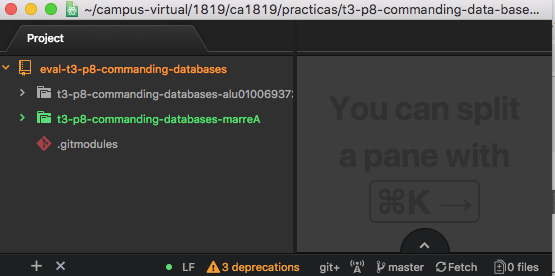 ~/campus-virtual/1819/ca1819/practicas/t3-p8-commanding-data-base...
Project
eval-t3-p8-commanding-databases
t3-p8-commanding-databases-alu010069373
t3-p8-commanding-databases-marreA
.gitmodules
You can split
a pane with
⌘K →
LF
3 deprecations
git+
master
Fetch
0 files